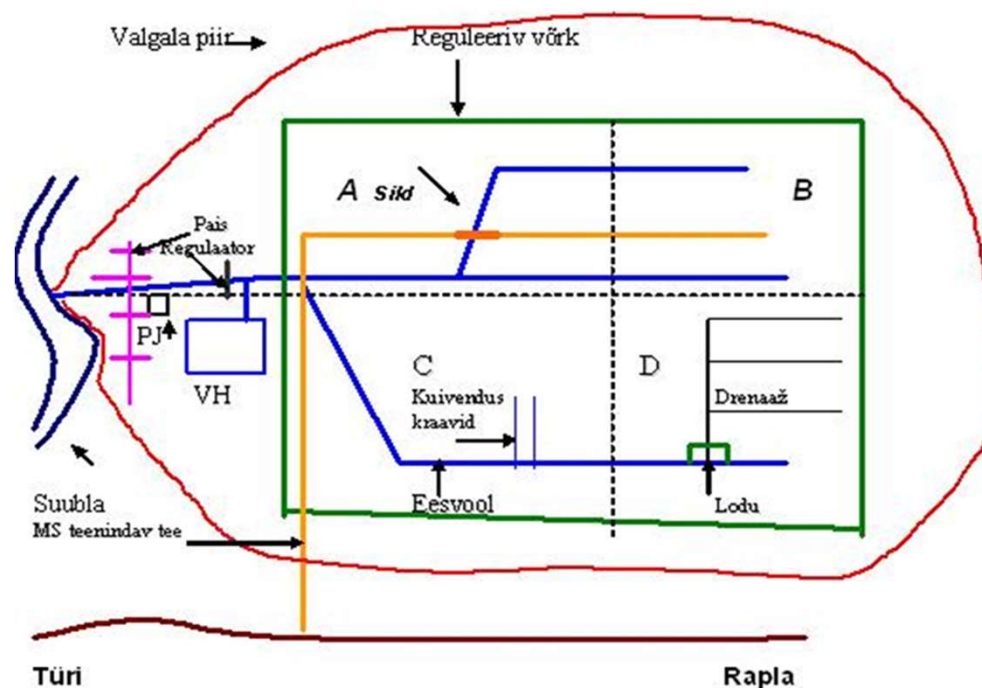 Valgala piir
Reguleeriv võrk
A Sild
B
Pais
Regulaator
PJ
VH
C
D
Kuivendus
kraavid
Drenaaž
Suubla
Eesvool
Lodu
MS teenindav tee
Türi
Rapla